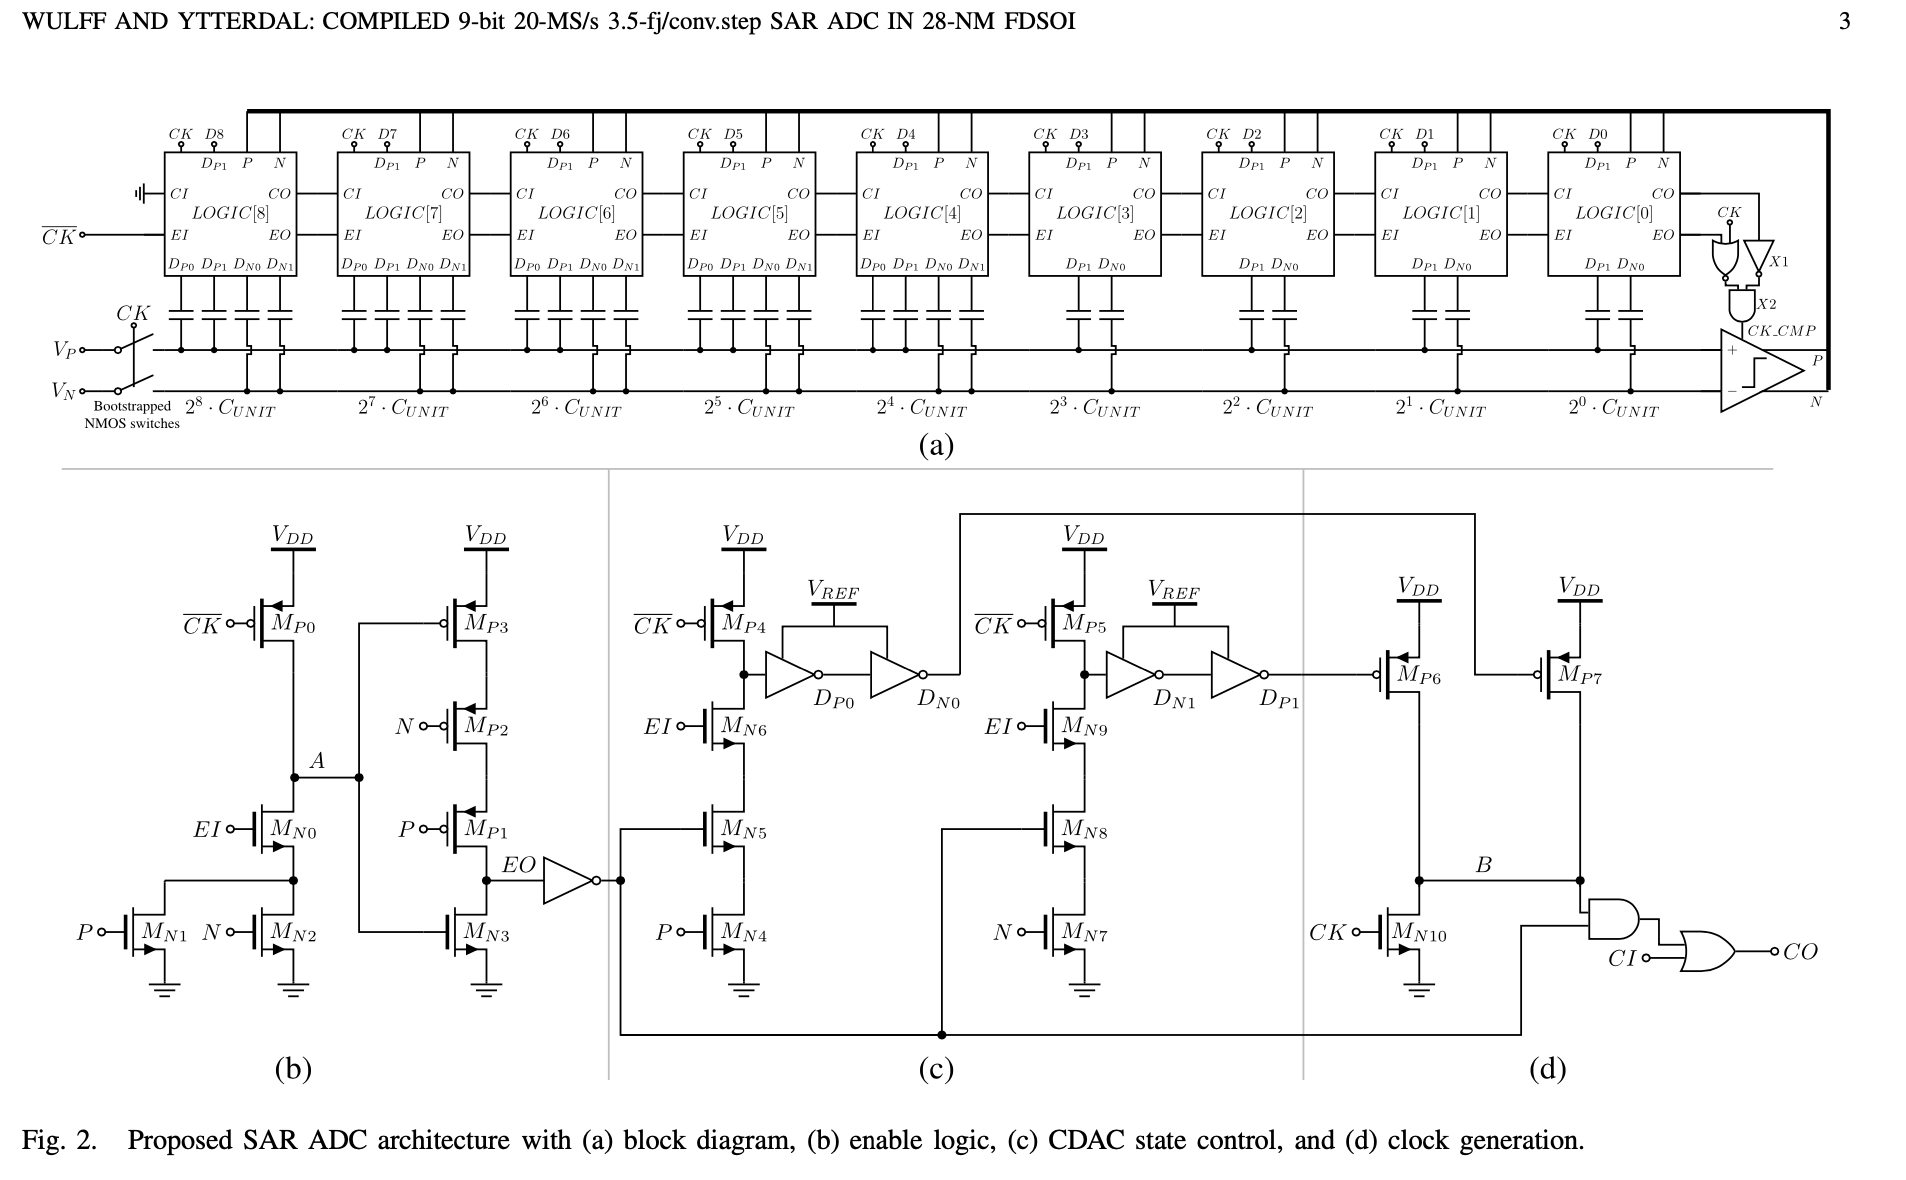 WULFF AND YTTERDAL: COMPILED 9-bit 20-MS/s 3.5-fj/conv.step SAR ADC IN 28-NM FDSOI 3
CK D8 CK D7 CK D6 CK D5 CK D4 CK D3 CK D2 CK D1 CK D0
D_{P1} P N D_{P1} P N D_{P1} P N D_{P1} P N D_{P1} P N D_{P1} P N D_{P1} P N D_{P1} P N D_{P1} P N
CI CO CI CO CI CO CI CO CI CO CI CO CI CO CI CO CI CO
LOGIC[8] LOGIC[7] LOGIC[6] LOGIC[5] LOGIC[4] LOGIC[3] LOGIC[2] LOGIC[1] LOGIC[0] CK
\overline{CK} EI EO EI EO EI EO EI EO EI EO EI EO EI EO EI EO EI EO
D_{P0} D_{P1} D_{N0} D_{N1} D_{P0} D_{P1} D_{N0} D_{N1} D_{P0} D_{P1} D_{N0} D_{N1} D_{P0} D_{P1} D_{N0} D_{N1} D_{P0} D_{P1} D_{N0} D_{N1} D_{P1} D_{N0} D_{P1} D_{N0} D_{P1} D_{N0} D_{P1} D_{N0} X1
CK X2
CK_CMP
V_P + P
V_N − N
Bootstrapped
NMOS switches
2^8 · C_{UNIT} 2^7 · C_{UNIT} 2^6 · C_{UNIT} 2^5 · C_{UNIT} 2^4 · C_{UNIT} 2^3 · C_{UNIT} 2^2 · C_{UNIT} 2^1 · C_{UNIT} 2^0 · C_{UNIT}
(a)
V_{DD} V_{DD}
\overline{CK} M_{P0} M_{P3}
N M_{P2}
A
EI M_{N0} P M_{P1}
EO
P M_{N1} N M_{N2} M_{N3}
(b)
V_{DD} V_{DD}
V_{REF} V_{REF}
\overline{CK} M_{P4} \overline{CK} M_{P5}
D_{P0} D_{N0} D_{N1} D_{P1}
EI M_{N6} EI M_{N9}
M_{N5} M_{N8}
P M_{N4} N M_{N7}
(c)
V_{DD} V_{DD}
M_{P6} M_{P7}
B
CK M_{N10}
CI CO
(d)
Fig. 2. Proposed SAR ADC architecture with (a) block diagram, (b) enable logic, (c) CDAC state control, and (d) clock generation.